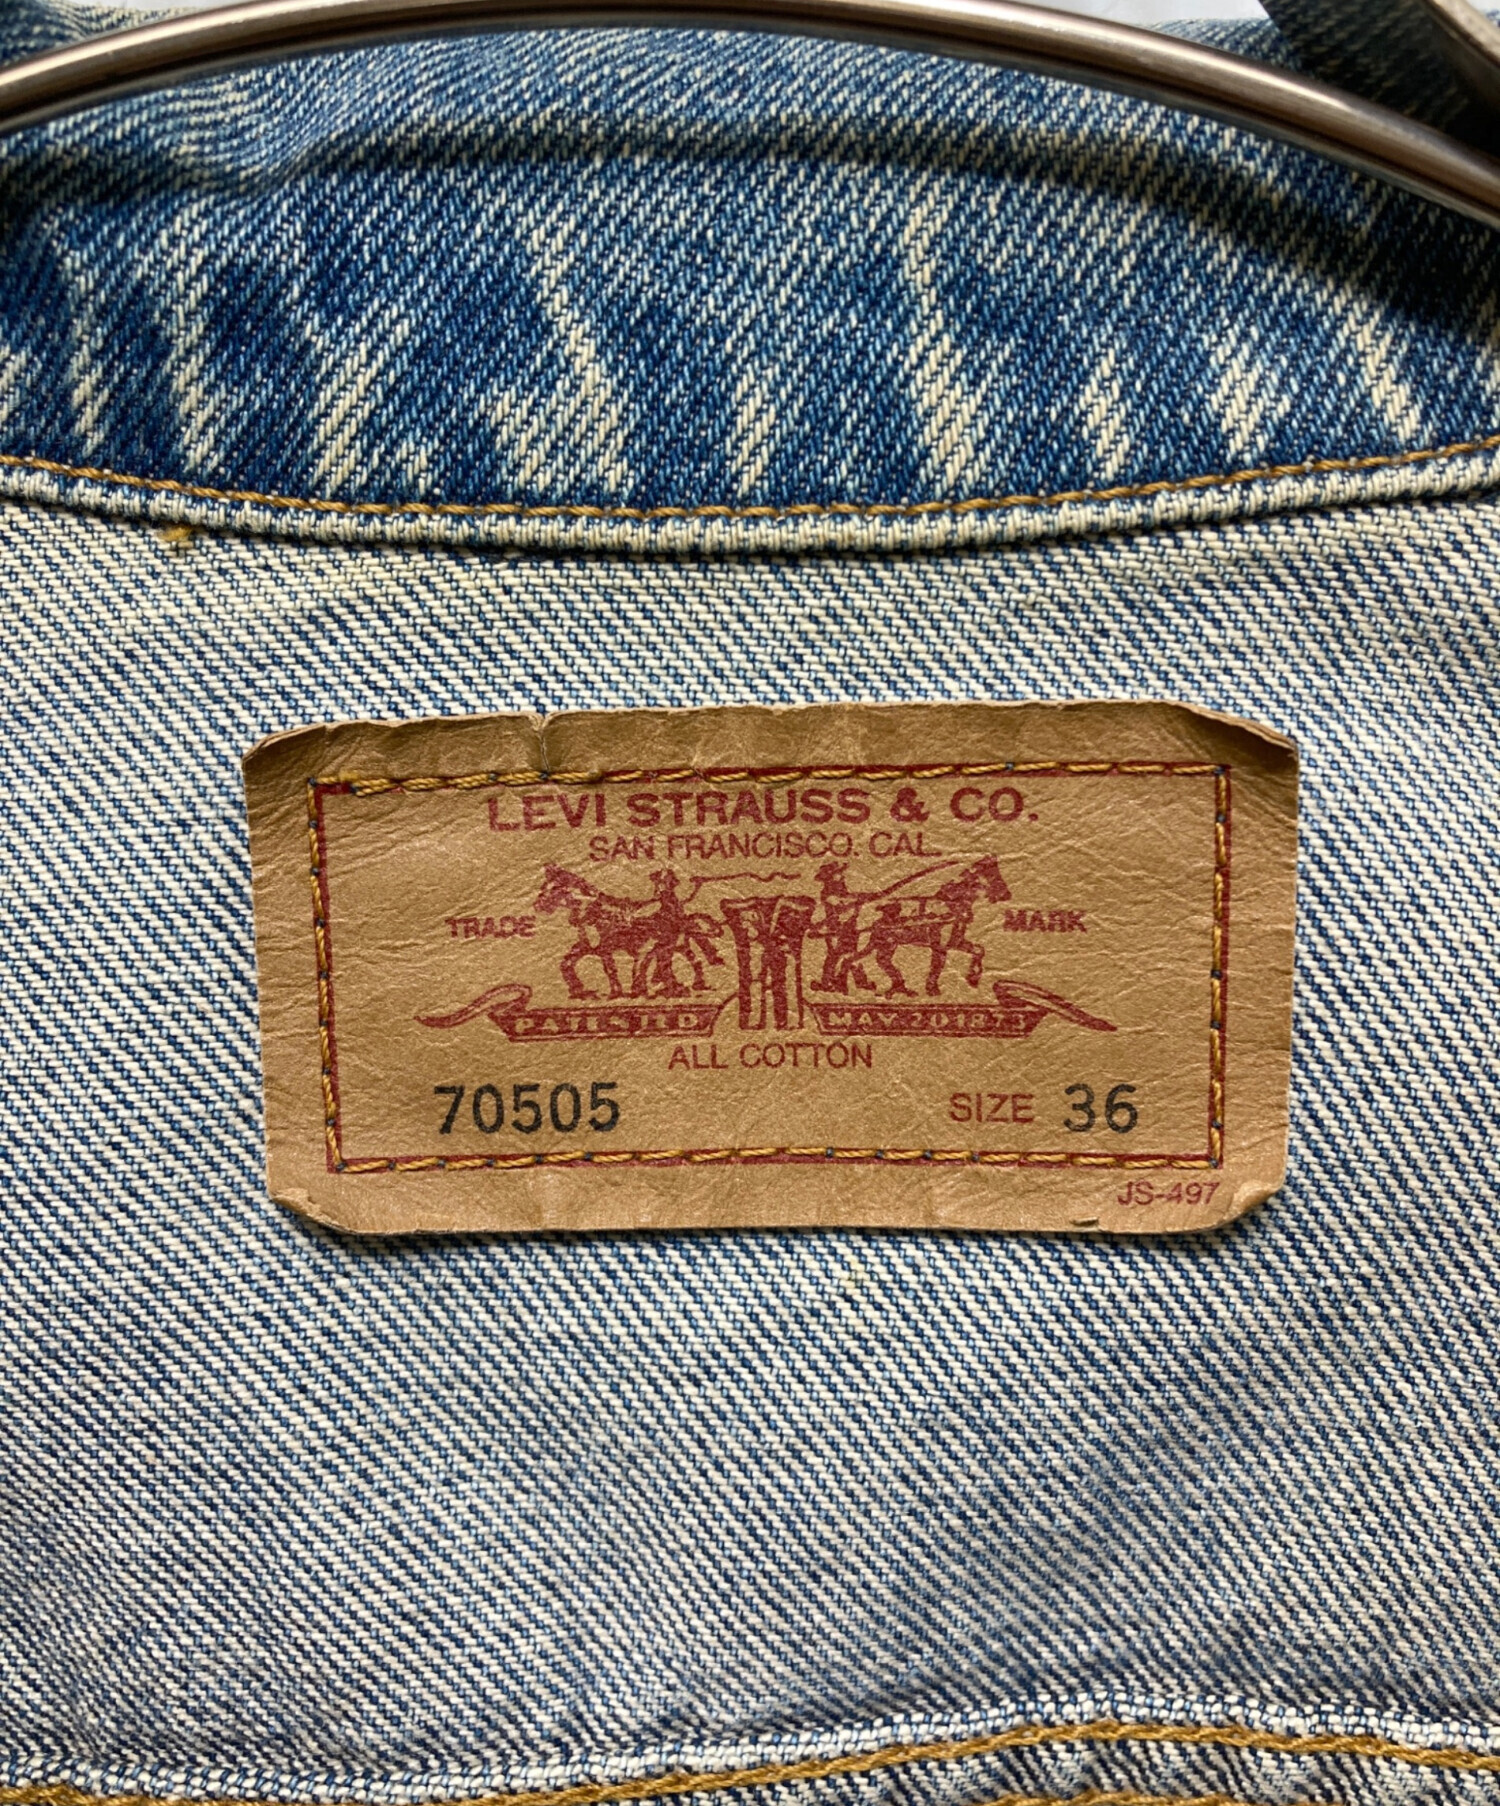 LEVI STRAUSS & CO.
SAN FRANCISCO. CAL.
TRADE MARK
PATENTED MAY 20 1873
ALL COTTON
70505 SIZE 36
JS-497